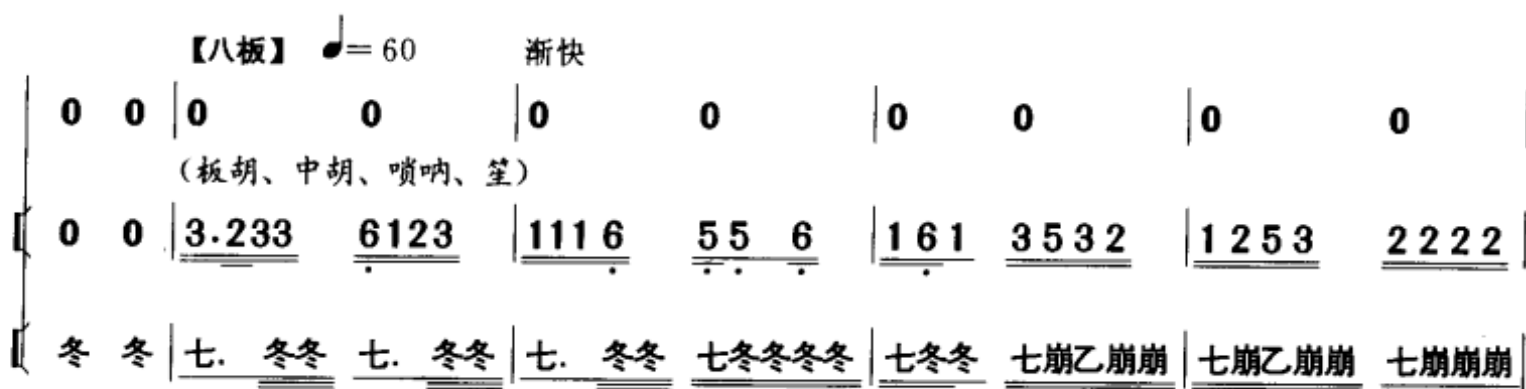 【八板】 ♩= 60 渐快
0 0 | 0 0 | 0 0 | 0 0 | 0 0
(板胡、中胡、唢呐、笙)
0 0 | 3.233 6123 | 1116 55 6 | 161 3532 | 1253 2222 |
冬 冬 | 七. 冬冬 七. 冬冬 | 七. 冬冬 七冬冬冬冬 | 七冬冬 七崩乙崩崩 | 七崩乙崩崩 七崩崩崩 |